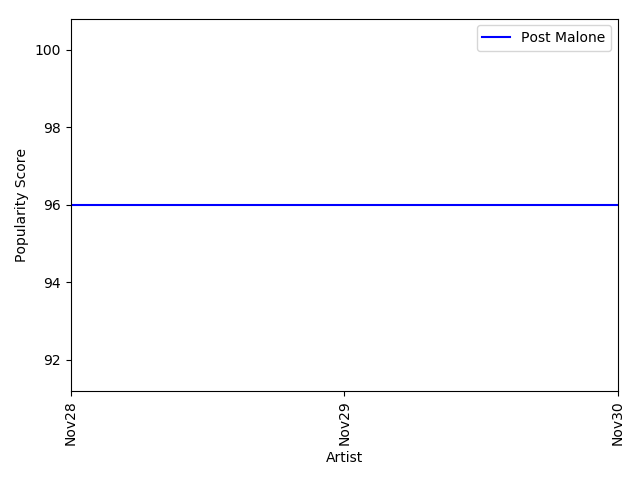 Post Malone
100
98
96
94
92
Popularity Score
Nov28
Nov29
Nov30
Artist